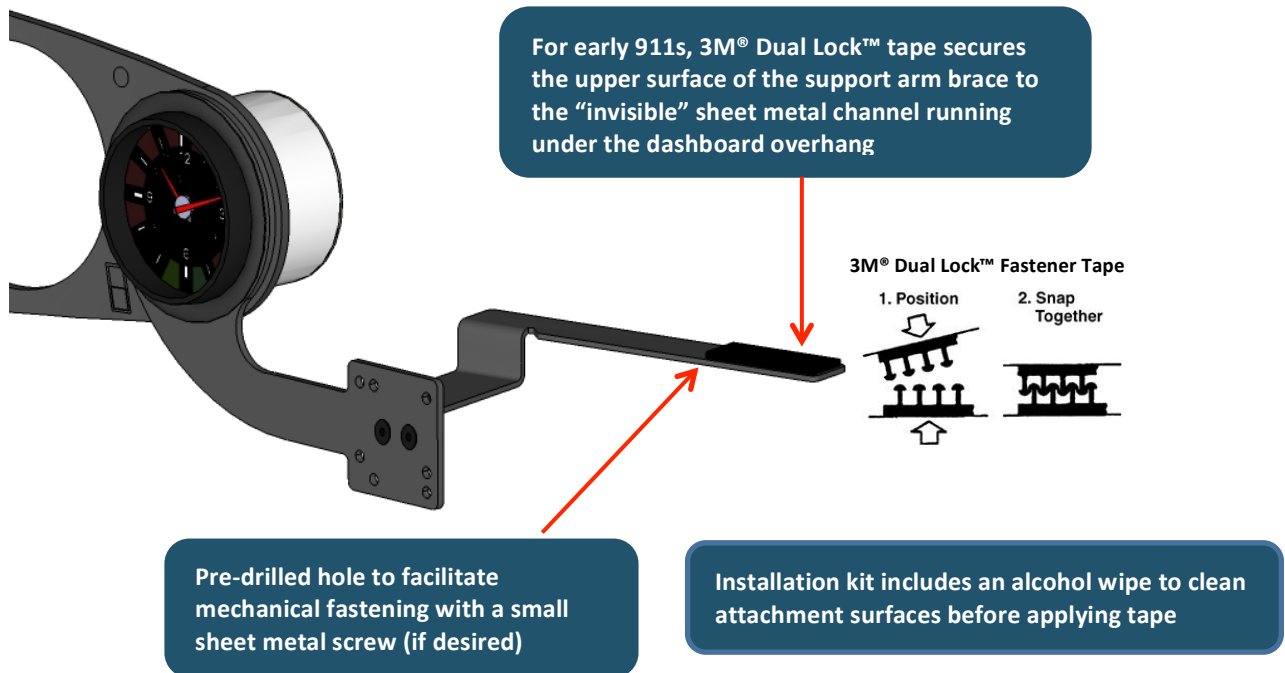 For early 911s, 3M® Dual Lock™ tape secures
the upper surface of the support arm brace to
the “invisible” sheet metal channel running
under the dashboard overhang
3M® Dual Lock™ Fastener Tape
1. Position
2. Snap
Together
Pre-drilled hole to facilitate
mechanical fastening with a small
sheet metal screw (if desired)
Installation kit includes an alcohol wipe to clean
attachment surfaces before applying tape